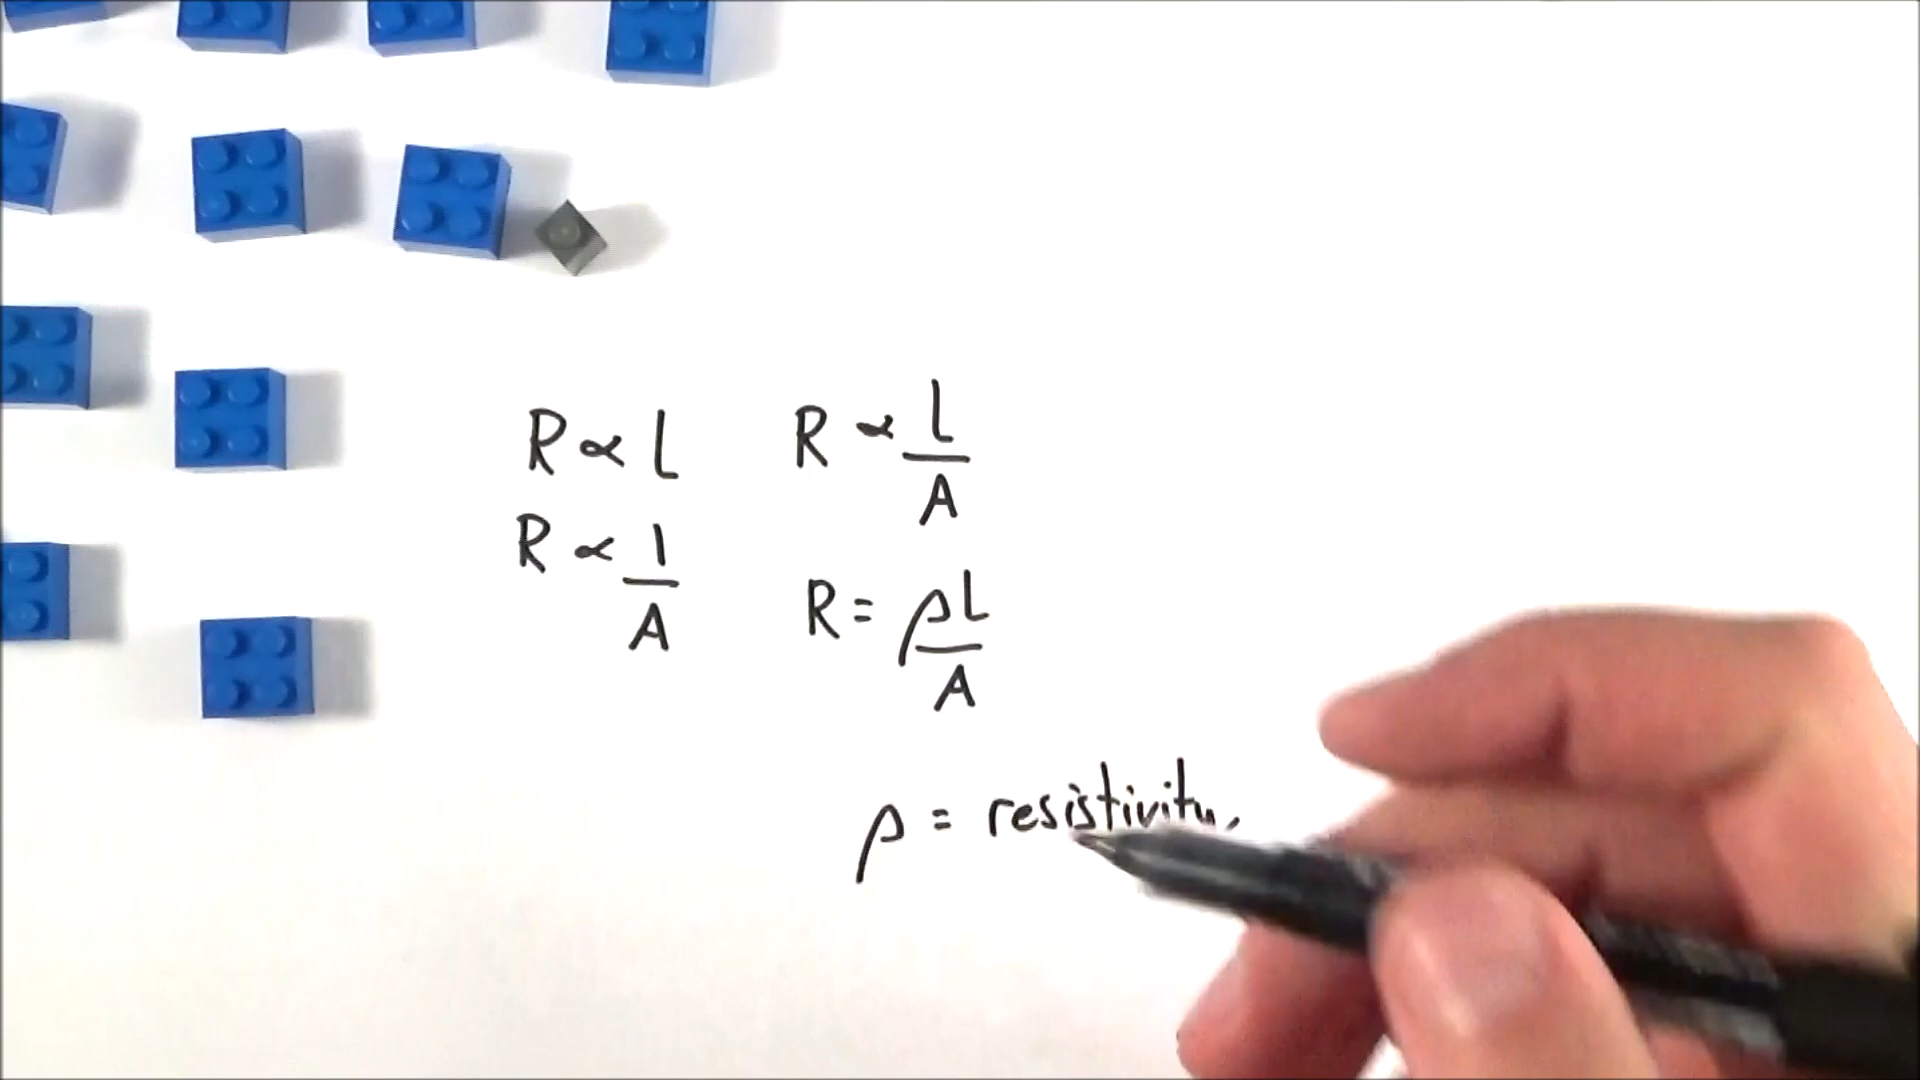 R ∝ L
R ∝ 1/A
R ∝ L/A
R = ρL/A
ρ = resistivity